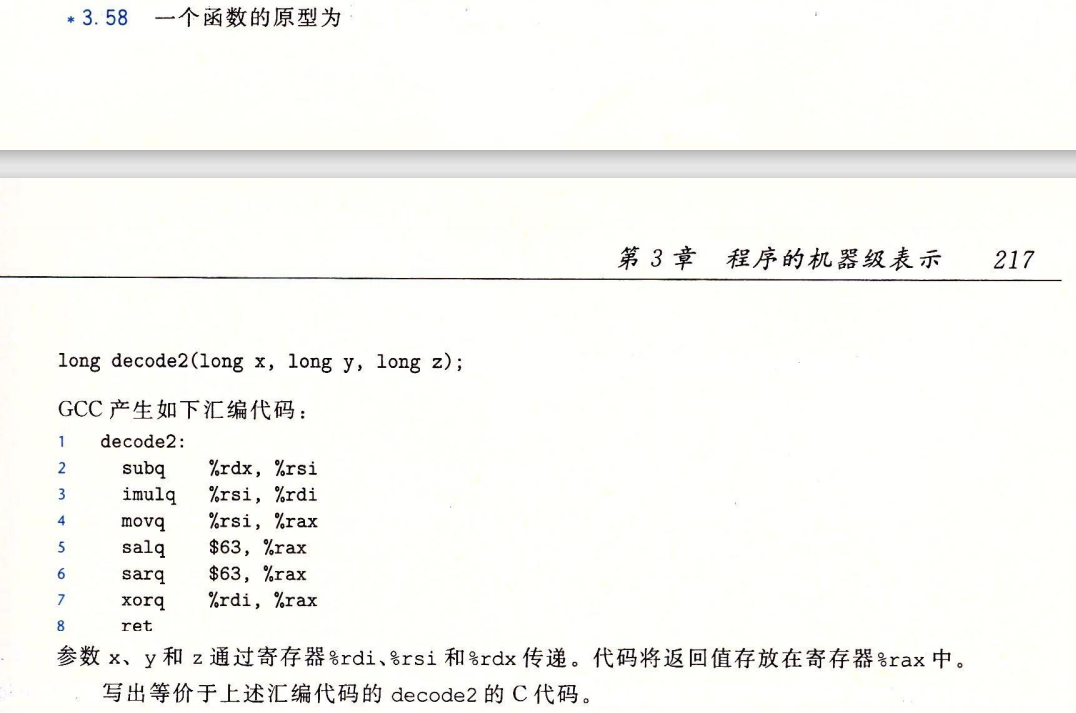 * 3.58 一个函数的原型为
第 3 章 程序的机器级表示 217
long decode2(long x, long y, long z);
GCC 产生如下汇编代码：
1 decode2:
2 subq %rdx, %rsi
3 imulq %rsi, %rdi
4 movq %rsi, %rax
5 salq $63, %rax
6 sarq $63, %rax
7 xorq %rdi, %rax
8 ret
参数 x、y 和 z 通过寄存器%rdi、%rsi 和%rdx 传递。代码将返回值存放在寄存器%rax 中。
写出等价于上述汇编代码的 decode2 的 C 代码。